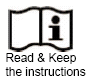 Read & Keep
the instructions